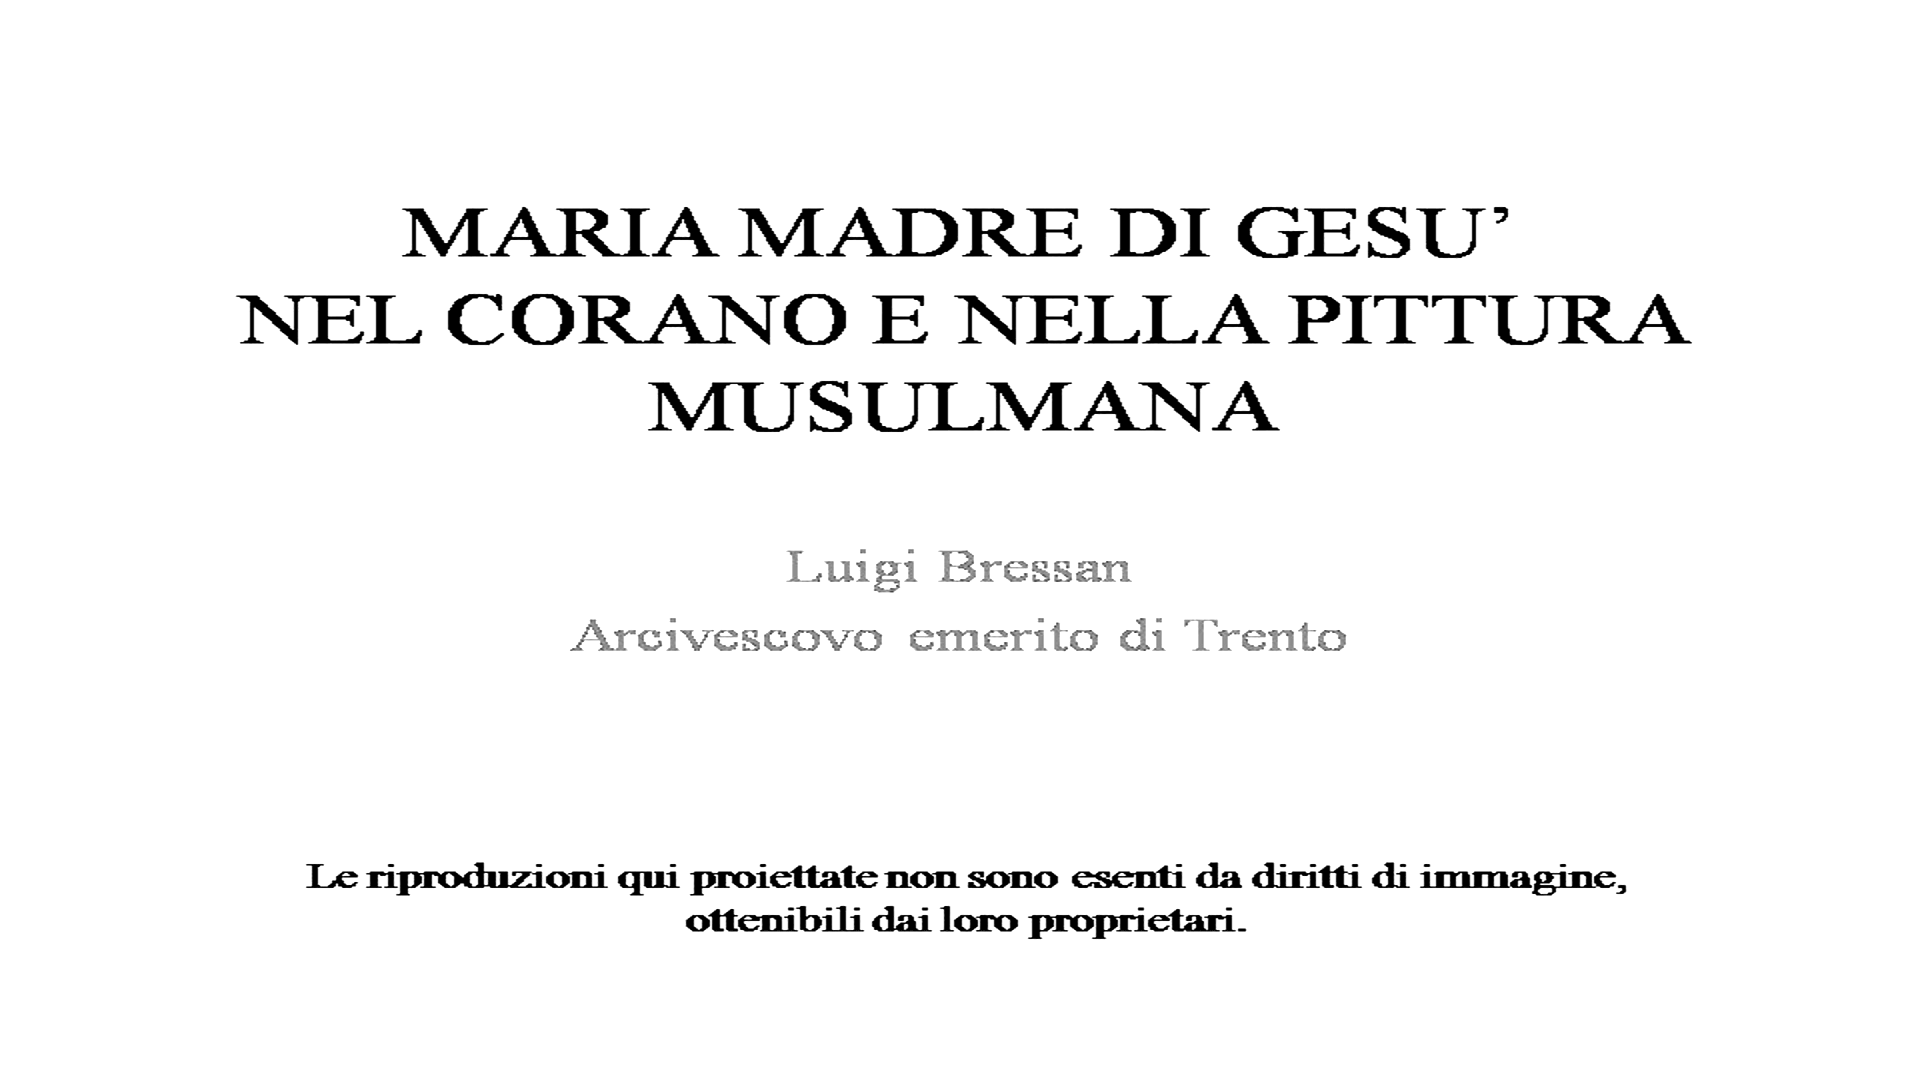 MARIA MADRE DI GESU’
NEL CORANO E NELLA PITTURA
MUSULMANA
Luigi Bressan
Arcivescovo emerito di Trento
Le riproduzioni qui proiettate non sono esenti da diritti di immagine,
ottenibili dai loro proprietari.